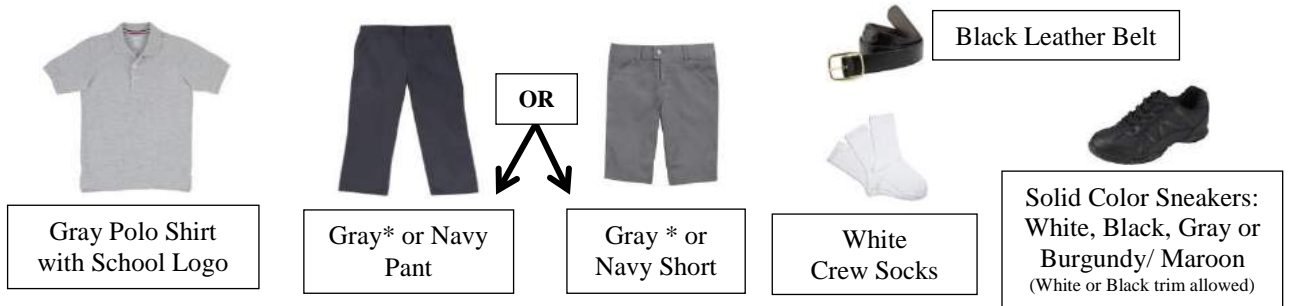 Black Leather Belt
OR
Gray Polo Shirt
with School Logo
Gray* or Navy
Pant
Gray * or
Navy Short
White
Crew Socks
Solid Color Sneakers:
White, Black, Gray or
Burgundy/ Maroon
(White or Black trim allowed)